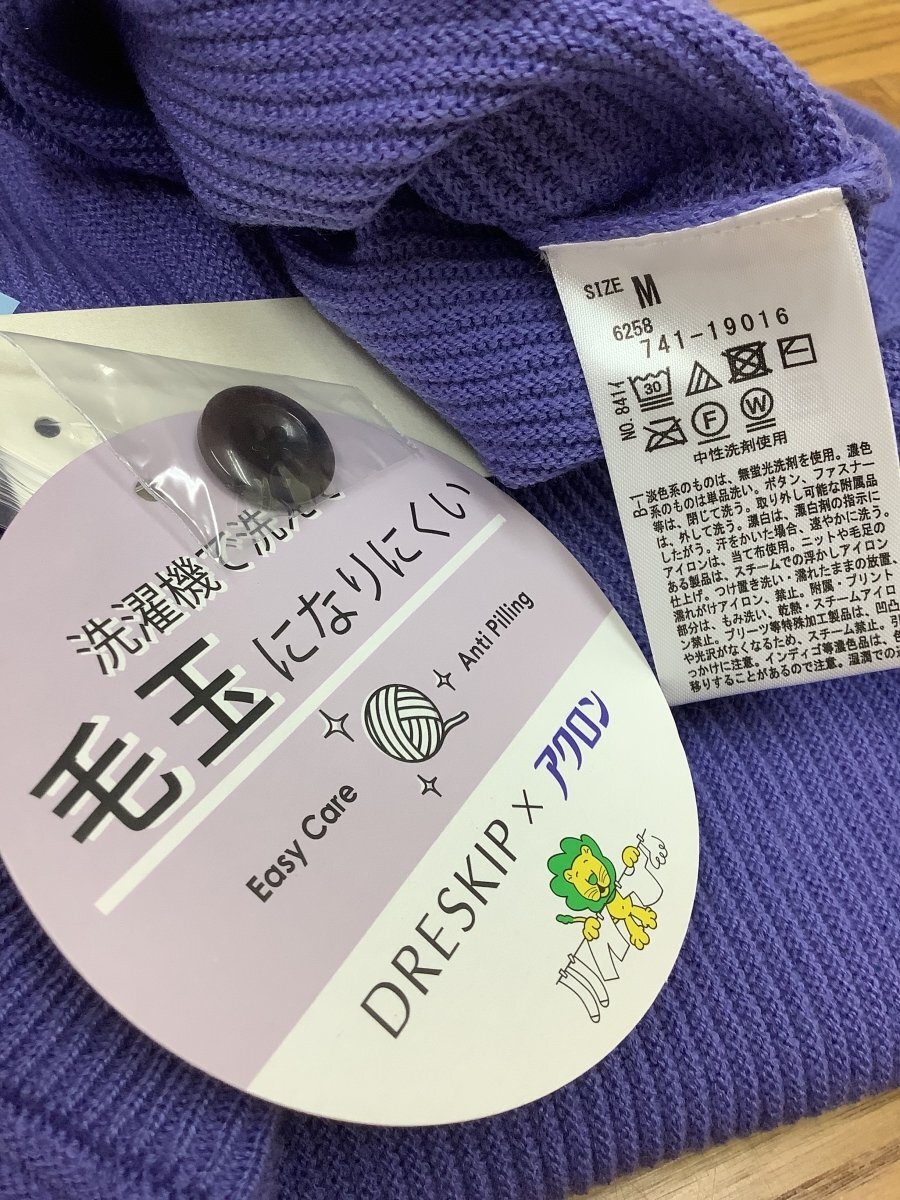 SIZE M
6258
741-19016
No. 841イ
30
F W
中性洗剤使用
淡色系のものは、無蛍光洗剤を使用。濃色
系のものは単品洗い。ボタン、ファスナー
等は、閉じて洗う。取り外し可能な附属品
は、外して洗う。漂白は、漂白剤の指示に
したがう。汗をかいた場合、速やかに洗う。
アイロンは、当て布使用。ニットや毛足の
ある製品は、スチームでの浮かしアイロン
仕上げ。つけ置き洗い・濡れたままの放置、
濡れがけアイロン、禁止。附属・プリント
部分は、もみ洗い、乾熱・スチームアイロ
ン禁止。プリーツ等特殊加工製品は、凹凸
や光沢がなくなるため、スチーム禁止。引
っかけに注意。インディゴ等濃色品は、色
移りすることがあるので注意。湿潤での
洗濯機で洗えて
毛玉になりにくい
Anti Pilling
Easy Care
DRESKIP × アクロン